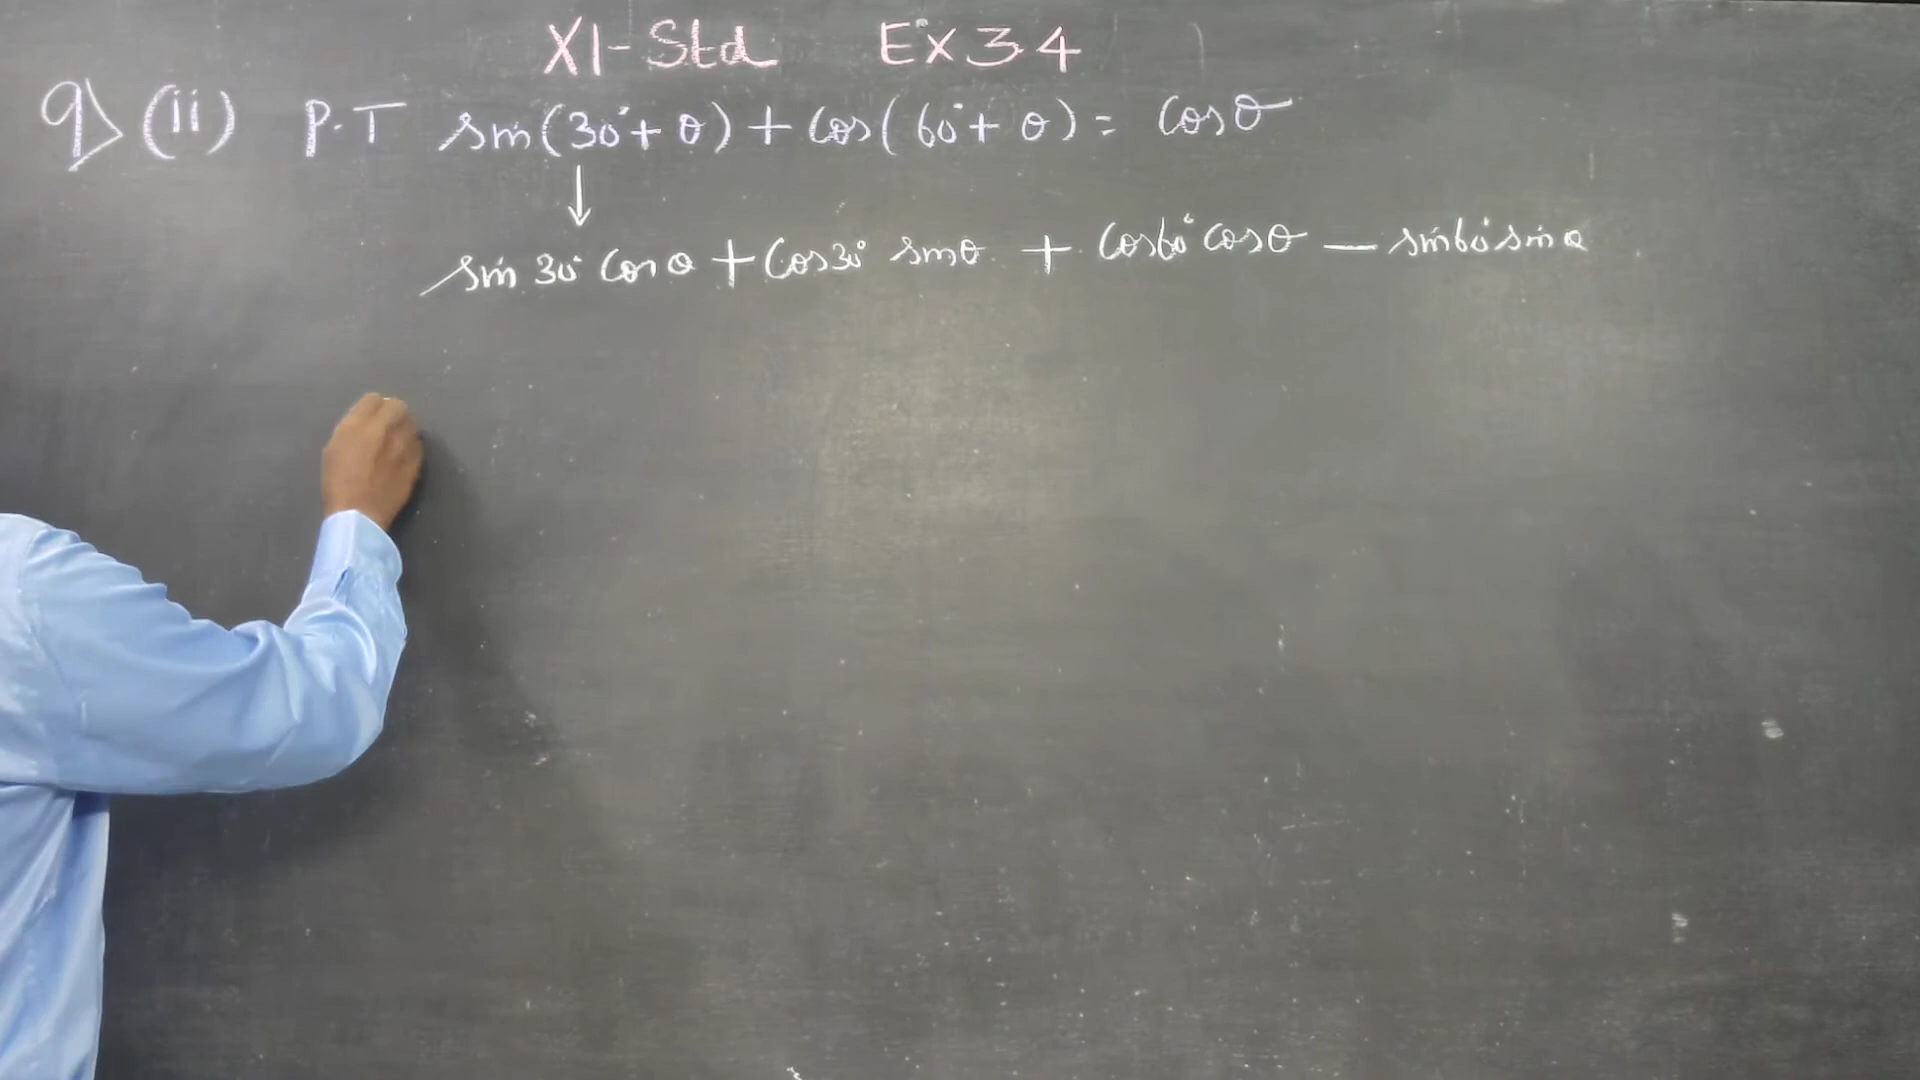 XI-Std Ex 3.4
9) (ii) P.T sin(30°+ θ) + cos(60°+ θ) = cosθ
↓
sin 30° cos θ + cos30° sinθ + cos60° cosθ — sin60° sinθ